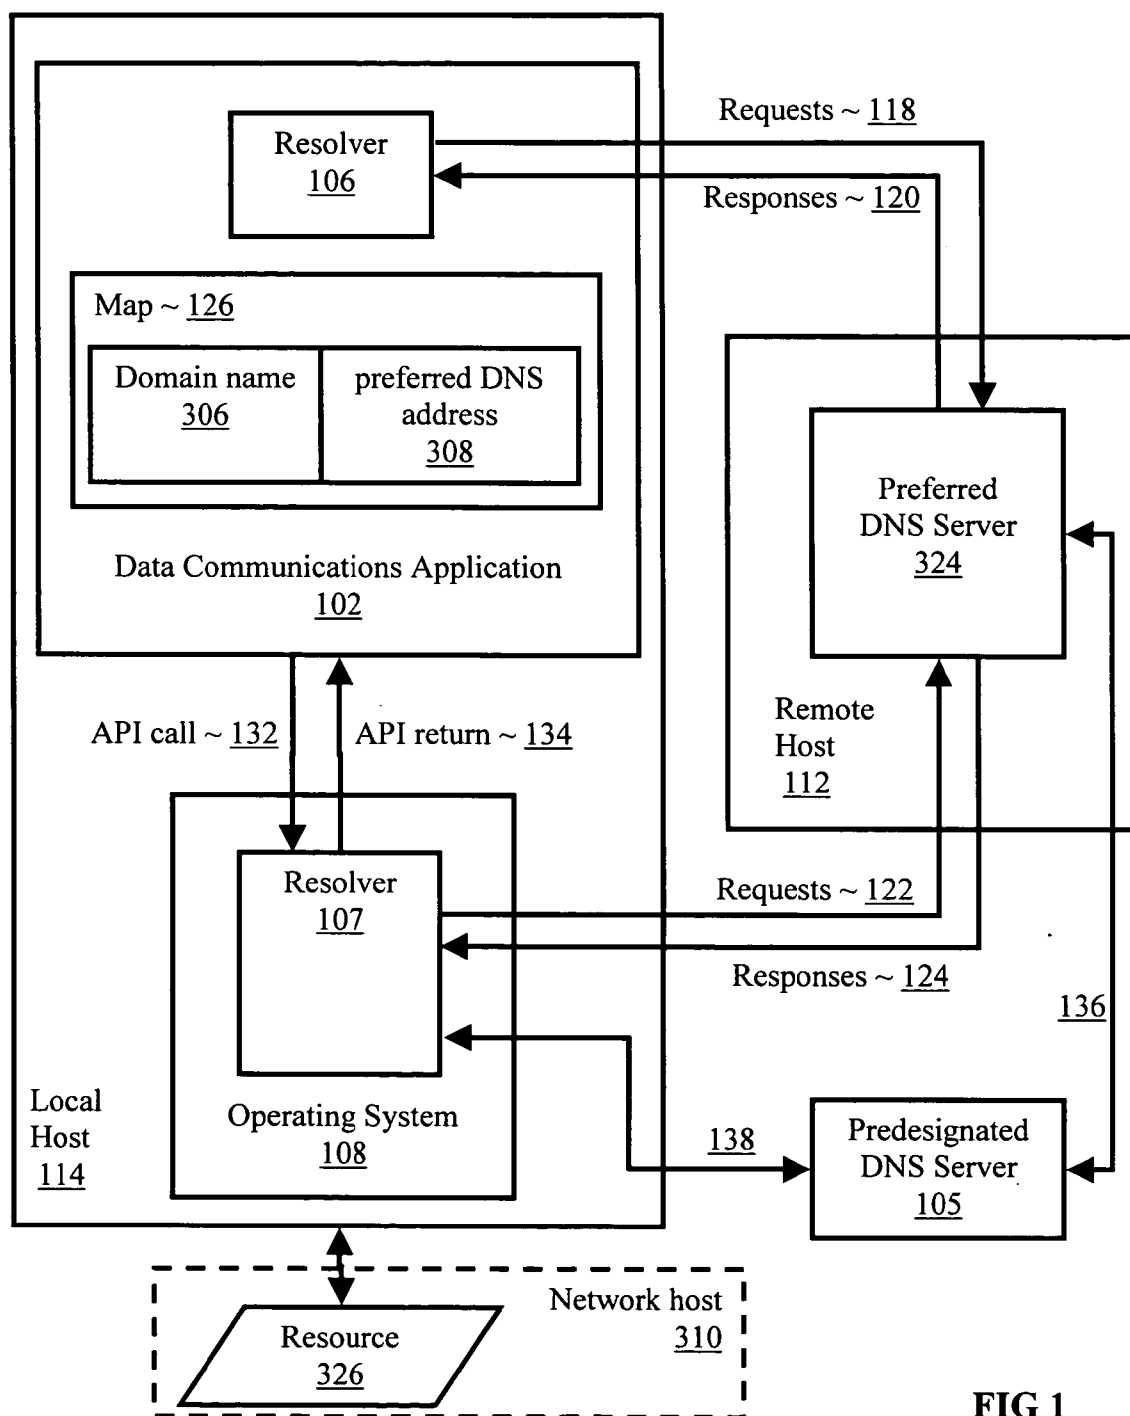 Requests ~ 118
Resolver
106
Responses ~ 120
Map ~ 126
Domain name
306
preferred DNS
address
308
Preferred
DNS Server
324
Data Communications Application
102
API call ~ 132
API return ~ 134
Remote
Host
112
Resolver
107
Requests ~ 122
Responses ~ 124
136
Local
Host
114
Operating System
108
138
Predesignated
DNS Server
105
Network host
310
Resource
326
FIG 1